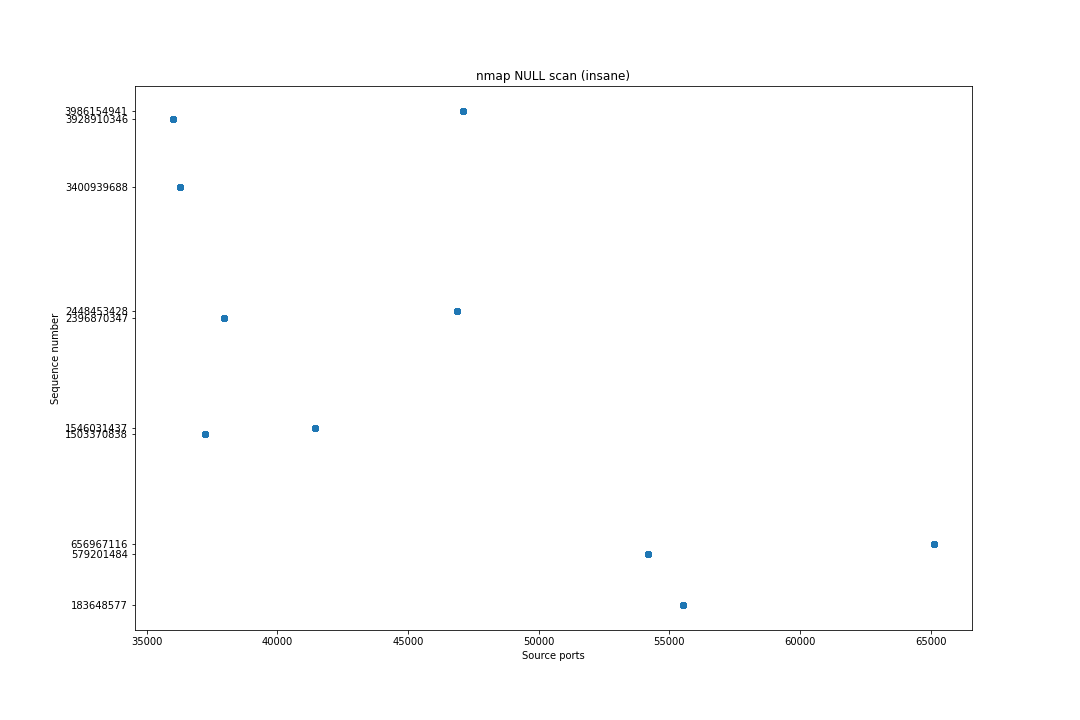 nmap NULL scan (insane)
3986154941
3928910346
3400939688
2448453428
2396870347
1546031437
1503370838
656967116
579201484
183648577
Sequence number
35000 40000 45000 50000 55000 60000 65000
Source ports